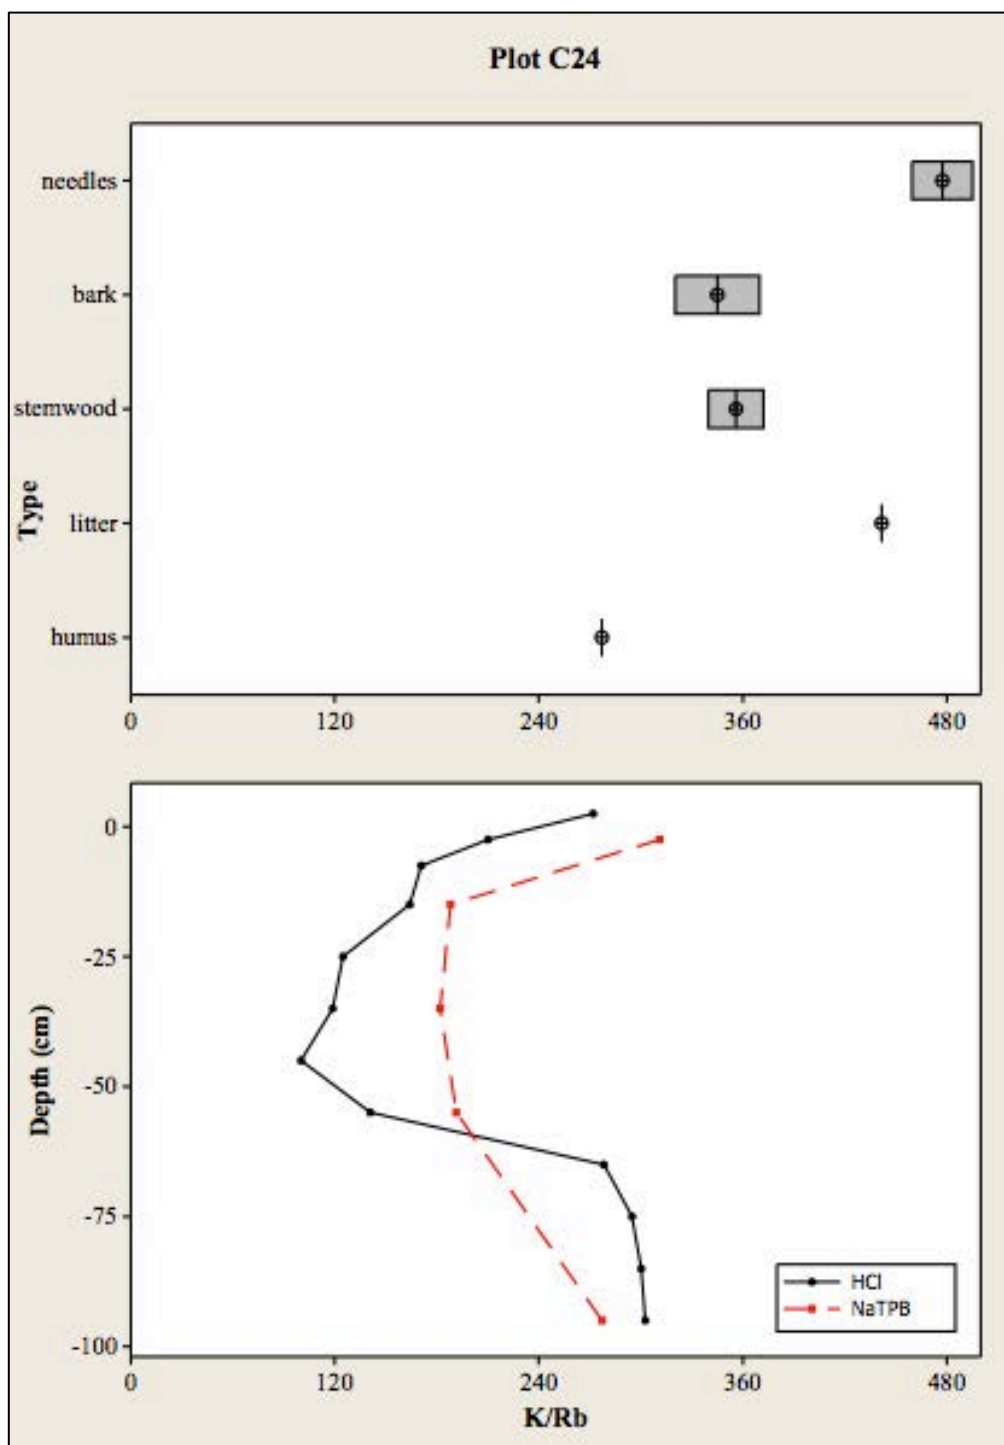 Plot C24
needles
bark
stemwood
litter
humus
Type
0 120 240 360 480
0
-25
-50
-75
-100
Depth (cm)
HCl
NaTPB
0 120 240 360 480
K/Rb